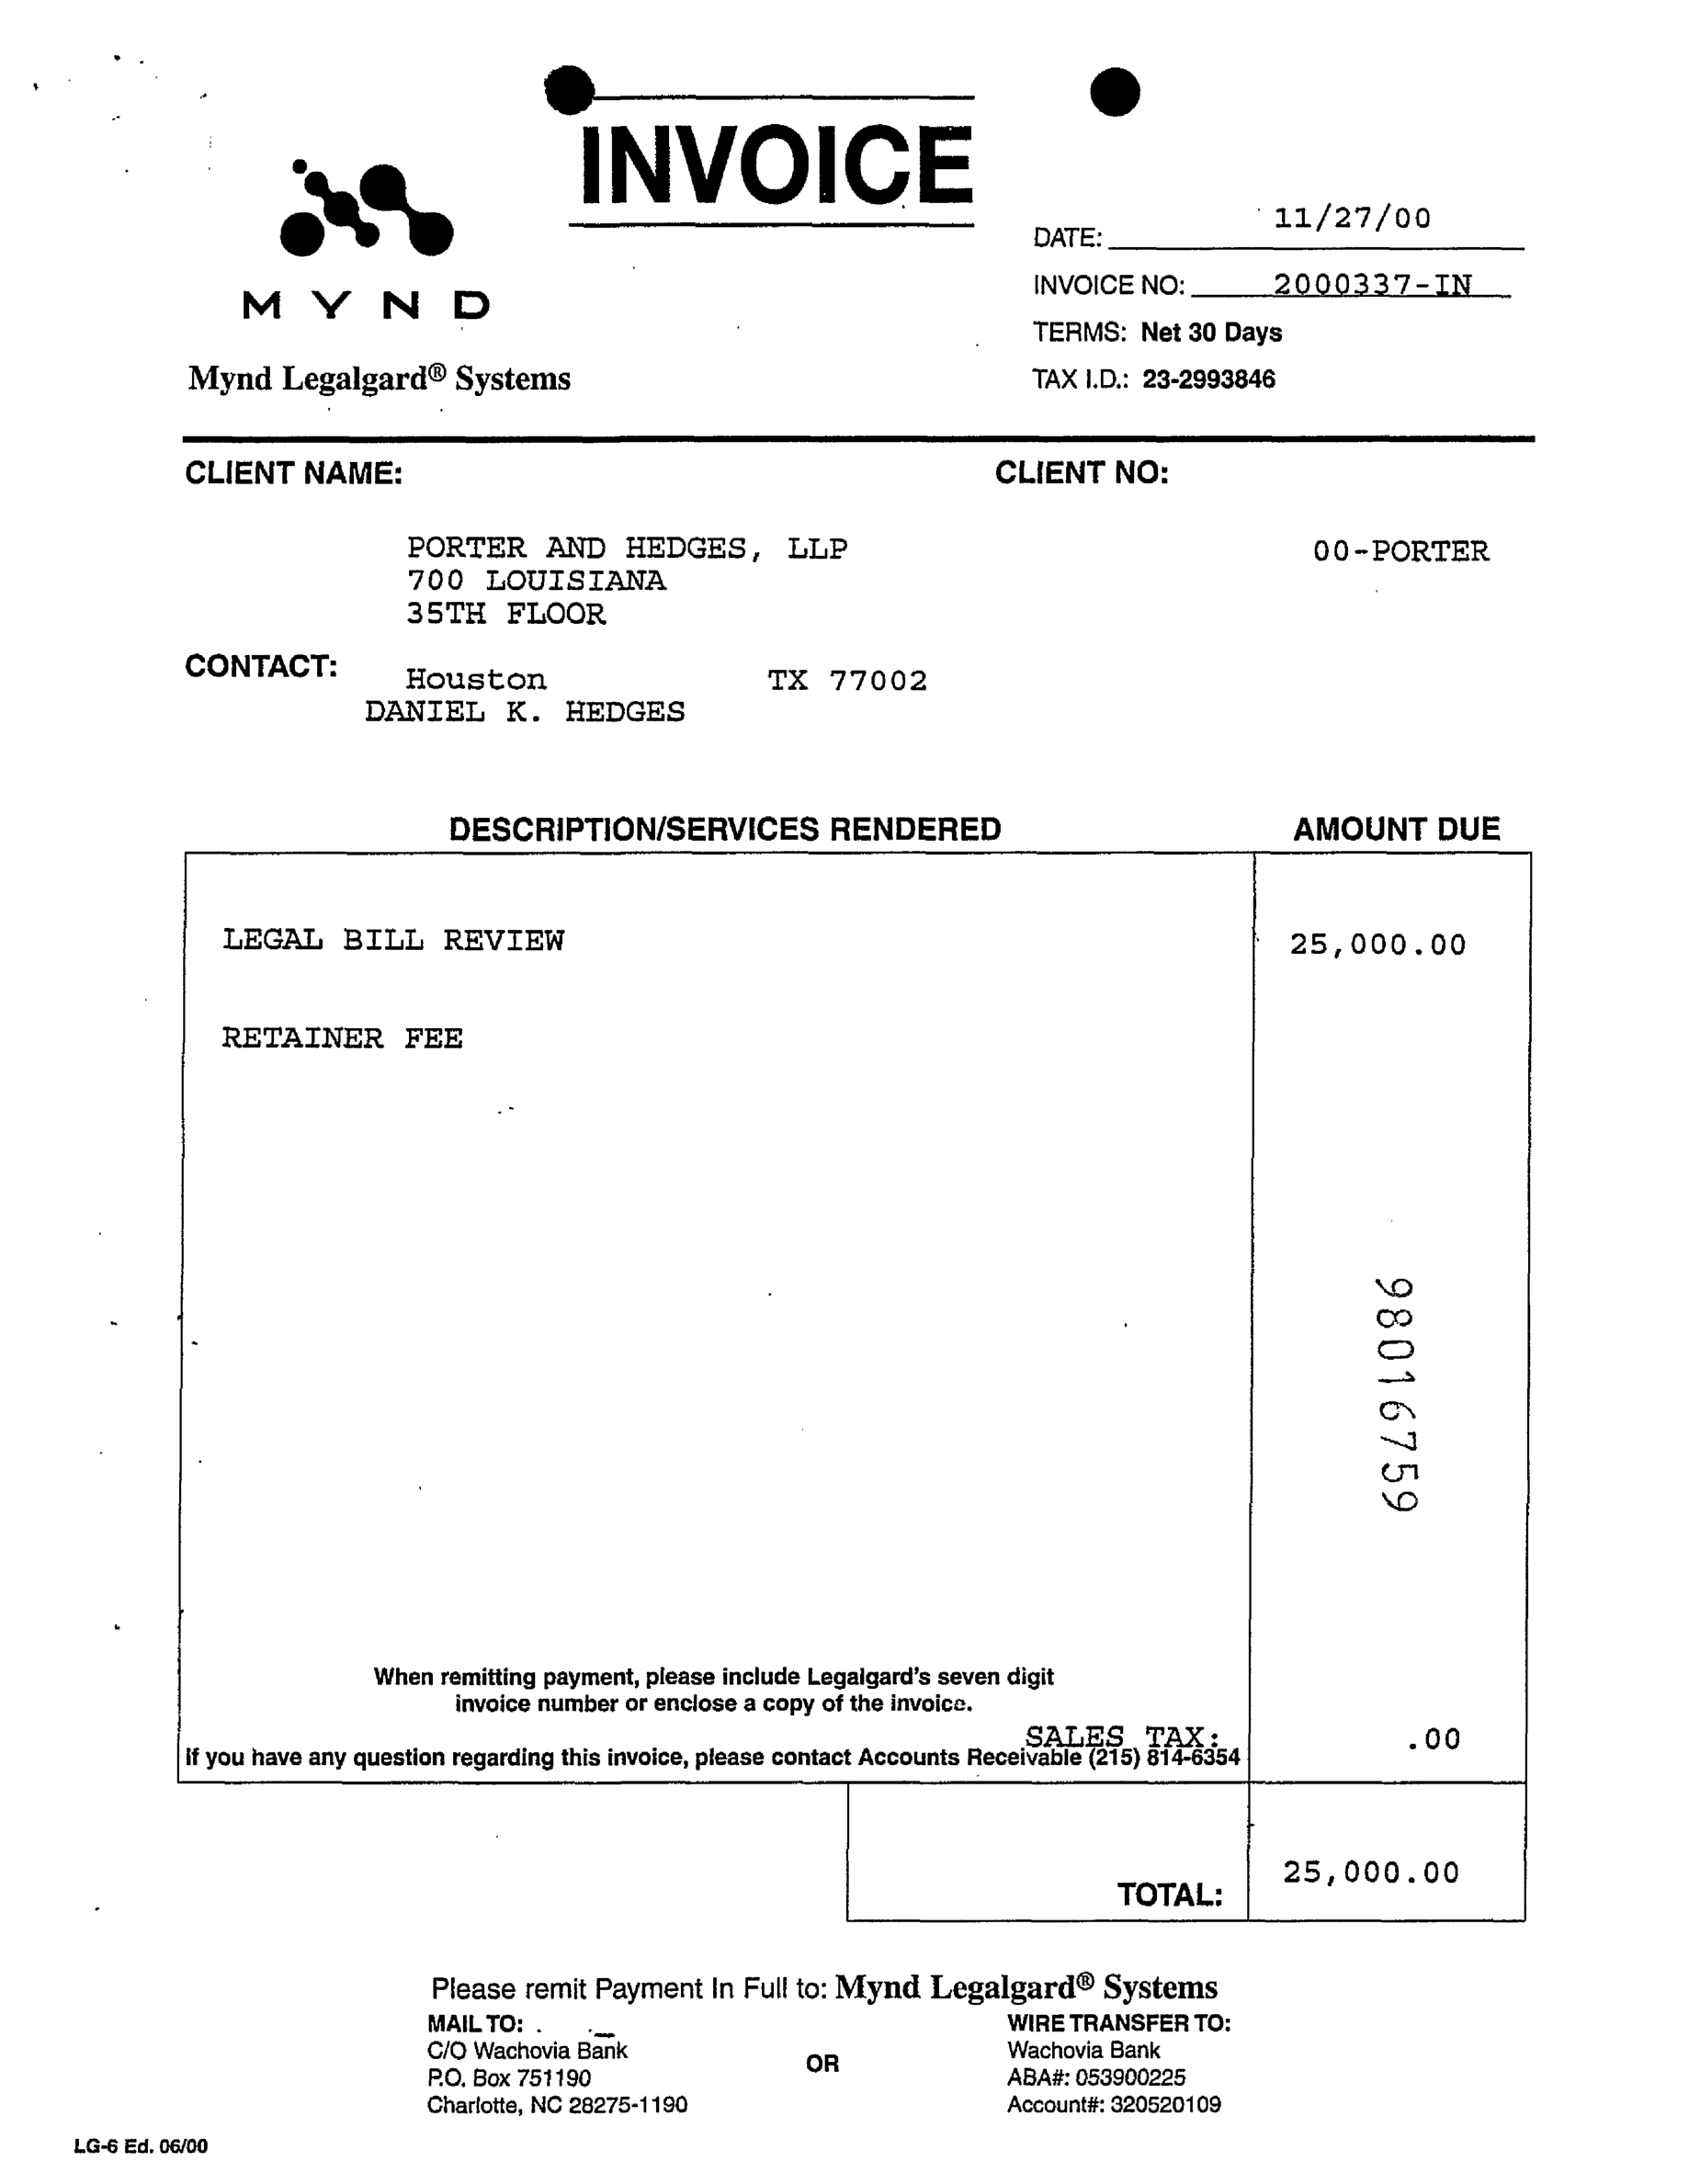 INVOICE
MYND
Mynd Legalgard® Systems
DATE: 11/27/00
INVOICE NO: 2000337-IN
TERMS: Net 30 Days
TAX I.D.: 23-2993846
CLIENT NAME:
CLIENT NO:
PORTER AND HEDGES, LLP
00-PORTER
700 LOUISIANA
35TH FLOOR
CONTACT:
Houston TX 77002
DANIEL K. HEDGES
DESCRIPTION/SERVICES RENDERED
AMOUNT DUE
LEGAL BILL REVIEW
25,000.00
RETAINER FEE
98016759
When remitting payment, please include Legalgard's seven digit
invoice number or enclose a copy of the invoice.
SALES TAX: .00
If you have any question regarding this invoice, please contact Accounts Receivable (215) 814-6354
TOTAL: 25,000.00
Please remit Payment In Full to: Mynd Legalgard® Systems
MAIL TO:
C/O Wachovia Bank
P.O. Box 751190
Charlotte, NC 28275-1190
OR
WIRE TRANSFER TO:
Wachovia Bank
ABA#: 053900225
Account#: 320520109
LG-6 Ed. 06/00